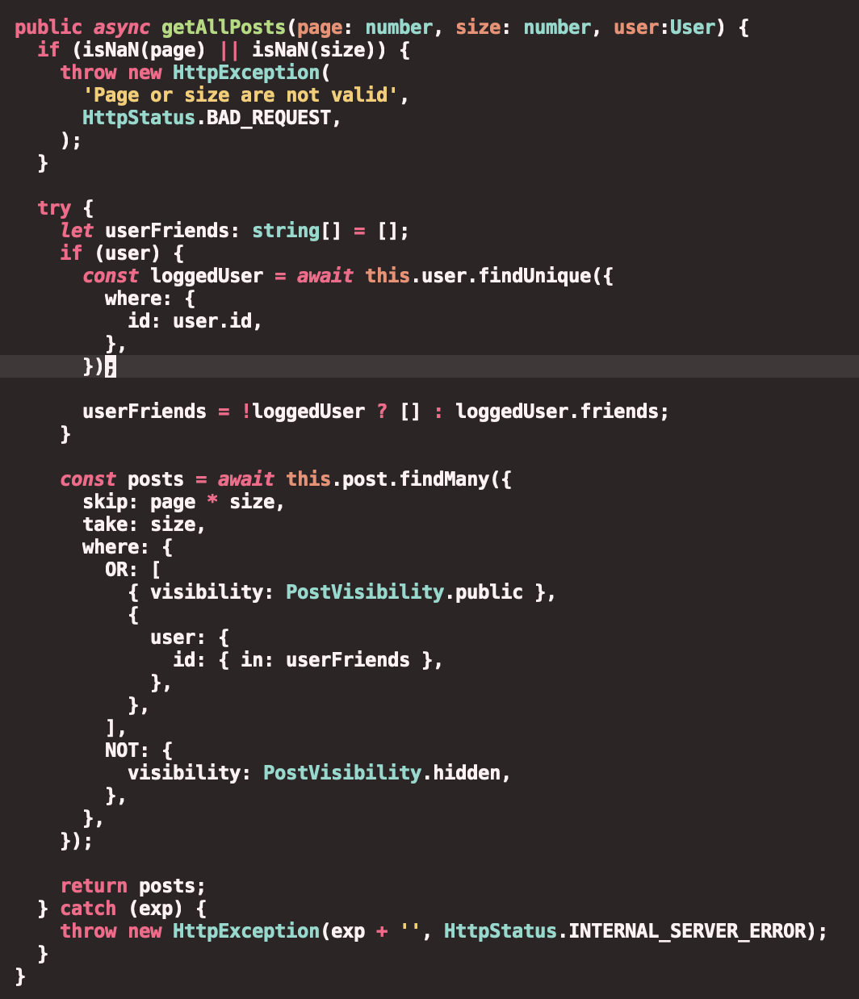 public async getAllPosts(page: number, size: number, user:User) {
  if (isNaN(page) || isNaN(size)) {
    throw new HttpException(
      'Page or size are not valid',
      HttpStatus.BAD_REQUEST,
    );
  }

  try {
    let userFriends: string[] = [];
    if (user) {
      const loggedUser = await this.user.findUnique({
        where: {
          id: user.id,
        },
      });

      userFriends = !loggedUser ? [] : loggedUser.friends;
    }

    const posts = await this.post.findMany({
      skip: page * size,
      take: size,
      where: {
        OR: [
          { visibility: PostVisibility.public },
          {
            user: {
              id: { in: userFriends },
            },
          },
        ],
        NOT: {
          visibility: PostVisibility.hidden,
        },
      },
    });

    return posts;
  } catch (exp) {
    throw new HttpException(exp + '', HttpStatus.INTERNAL_SERVER_ERROR);
  }
}